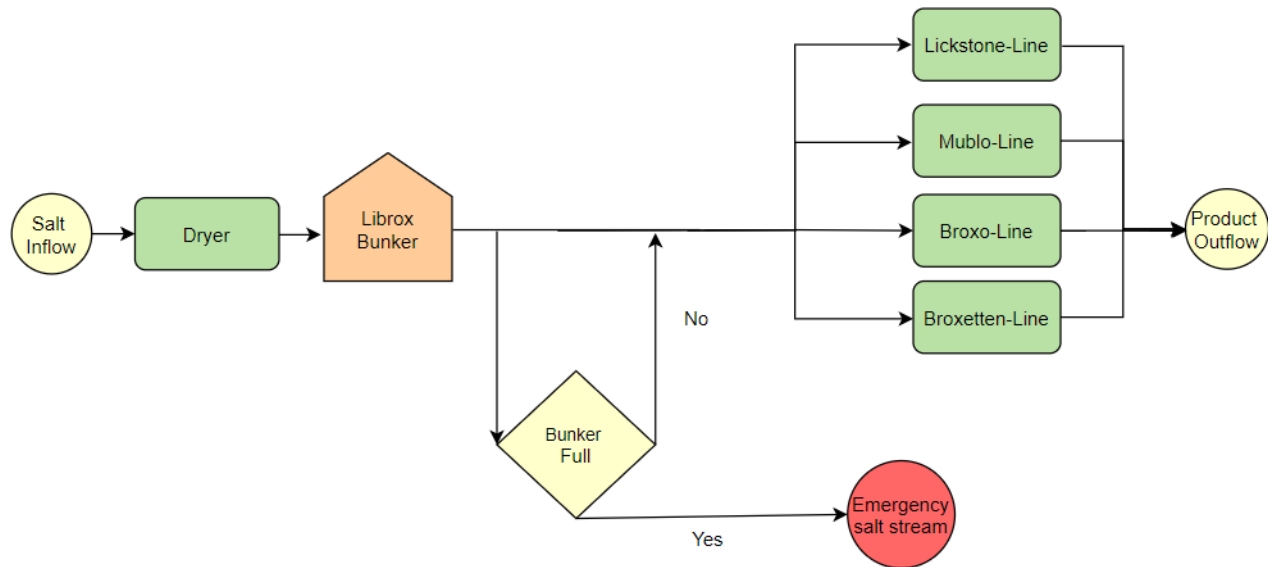 Salt
Inflow
Dryer
Librox
Bunker
Bunker
Full
No
Yes
Emergency
salt stream
Lickstone-Line
Mublo-Line
Broxo-Line
Broxetten-Line
Product
Outflow